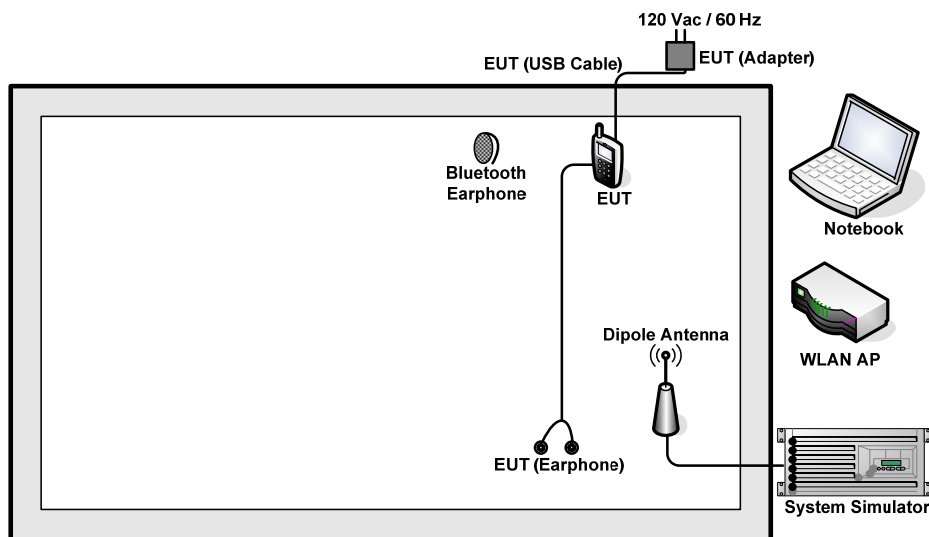 120 Vac / 60 Hz
EUT (USB Cable)
EUT (Adapter)
Bluetooth
Earphone
EUT
Notebook
Dipole Antenna
WLAN AP
EUT (Earphone)
System Simulator